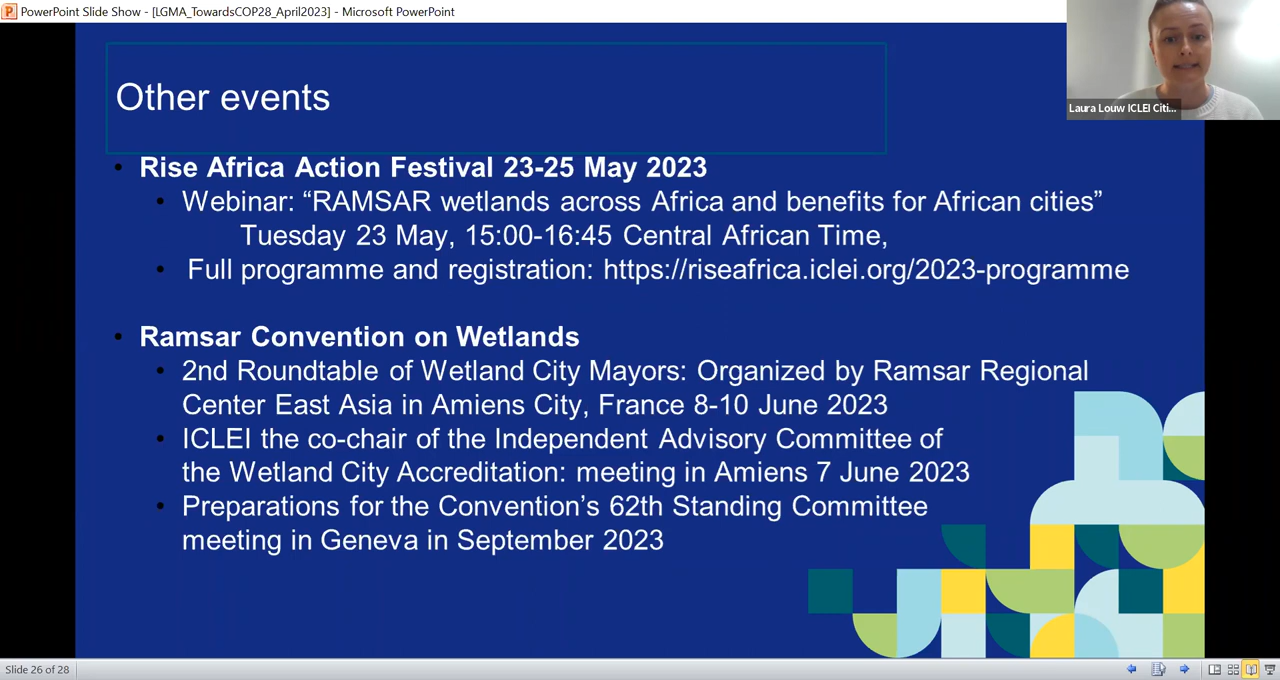 PowerPoint Slide Show - [LGMA_TowardsCOP28_April2023] - Microsoft PowerPoint
Laura Louw ICLEI Citi...
Other events
• Rise Africa Action Festival 23-25 May 2023
• Webinar: “RAMSAR wetlands across Africa and benefits for African cities”
Tuesday 23 May, 15:00-16:45 Central African Time,
• Full programme and registration: https://riseafrica.iclei.org/2023-programme
• Ramsar Convention on Wetlands
• 2nd Roundtable of Wetland City Mayors: Organized by Ramsar Regional
Center East Asia in Amiens City, France 8-10 June 2023
• ICLEI the co-chair of the Independent Advisory Committee of
the Wetland City Accreditation: meeting in Amiens 7 June 2023
• Preparations for the Convention’s 62th Standing Committee
meeting in Geneva in September 2023
Slide 26 of 28